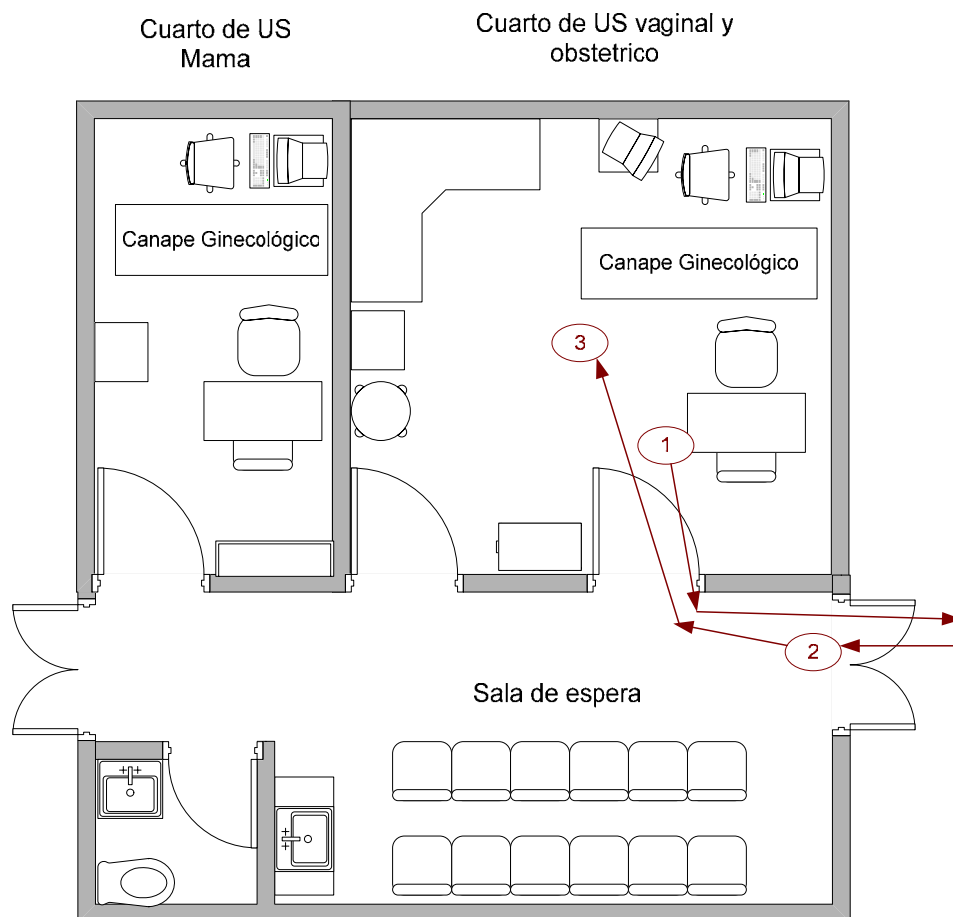 Cuarto de US
Mama
Cuarto de US vaginal y
obstetrico
Canape Ginecológico
Canape Ginecológico
3
1
2
Sala de espera